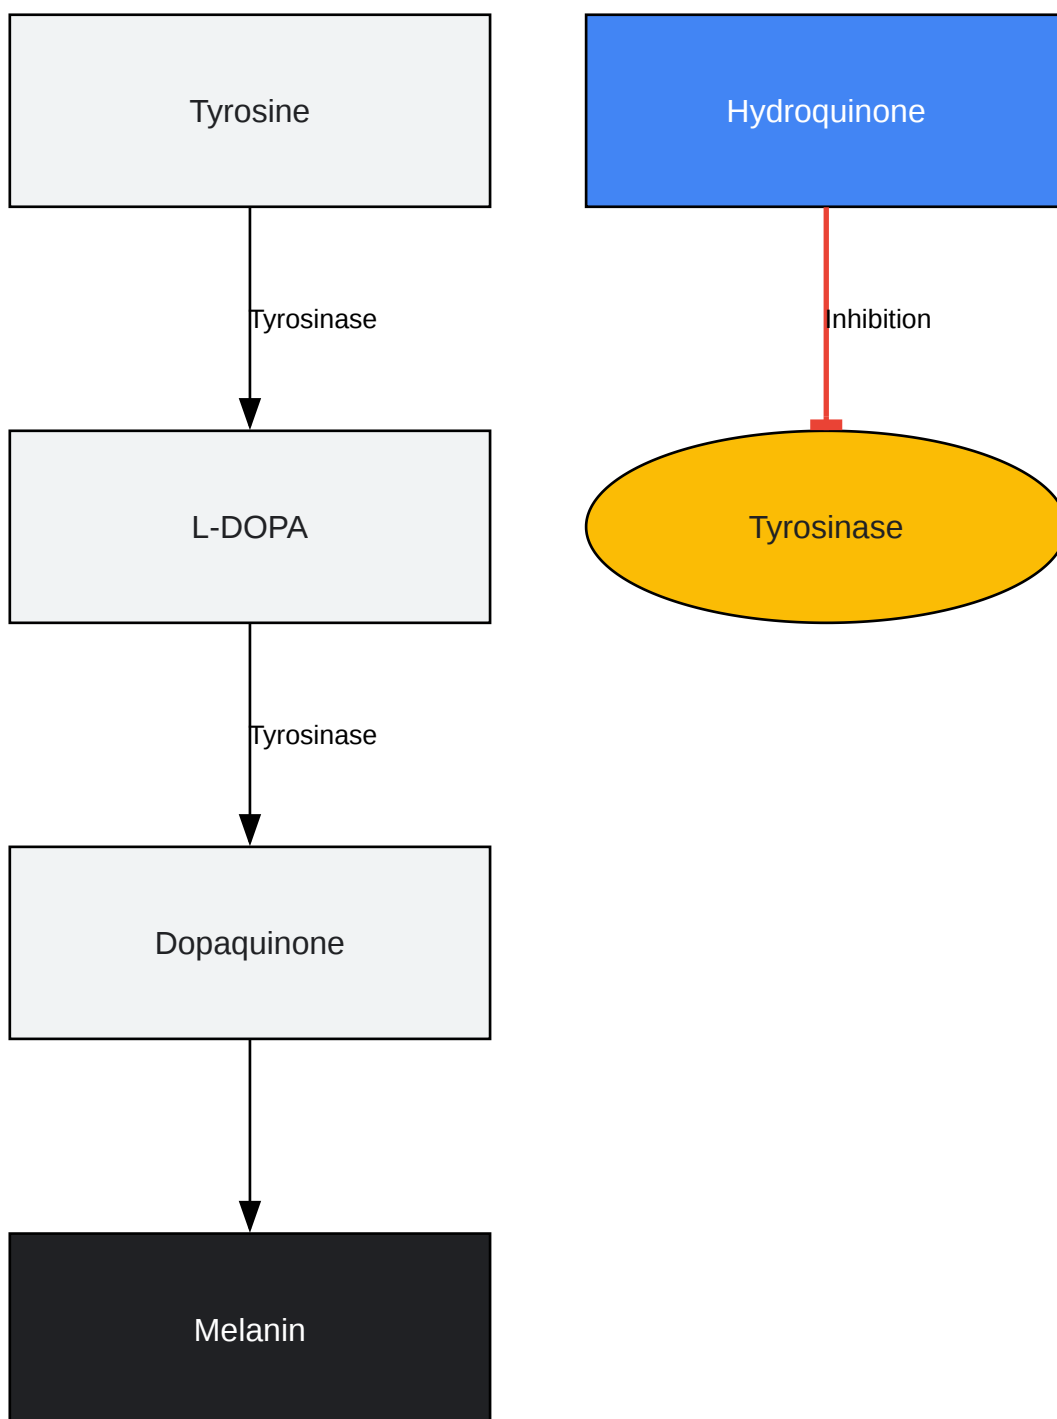 Tyrosine
Hydroquinone
Tyrosinase
Inhibition
L-DOPA
Tyrosinase
Tyrosinase
Dopaquinone
Melanin